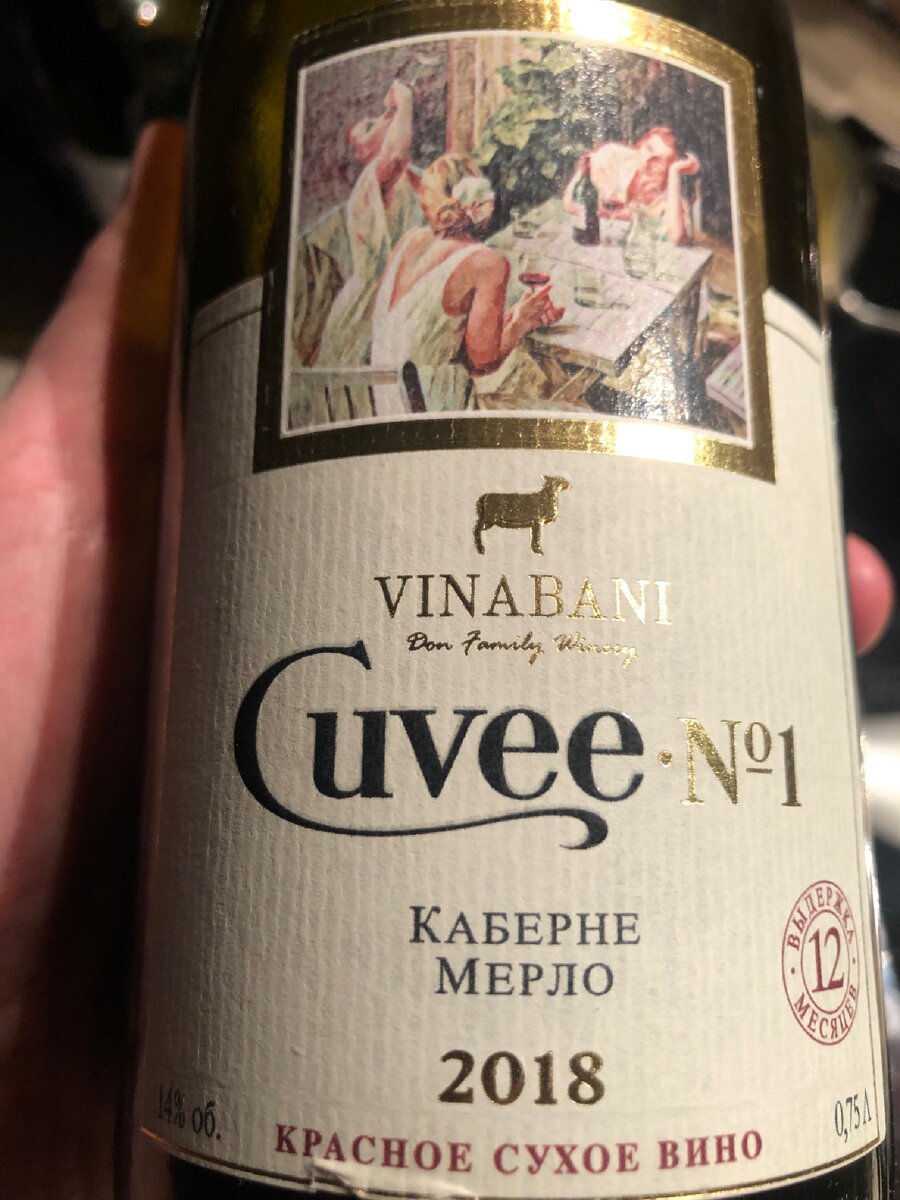 VINABANI
Don Family Winery
Cuvee · №1
КАБЕРНЕ
МЕРЛО
ВЫДЕРЖКА
12
МЕСЯЦЕВ
2018
14% об.
0,75 Л
КРАСНОЕ СУХОЕ ВИНО